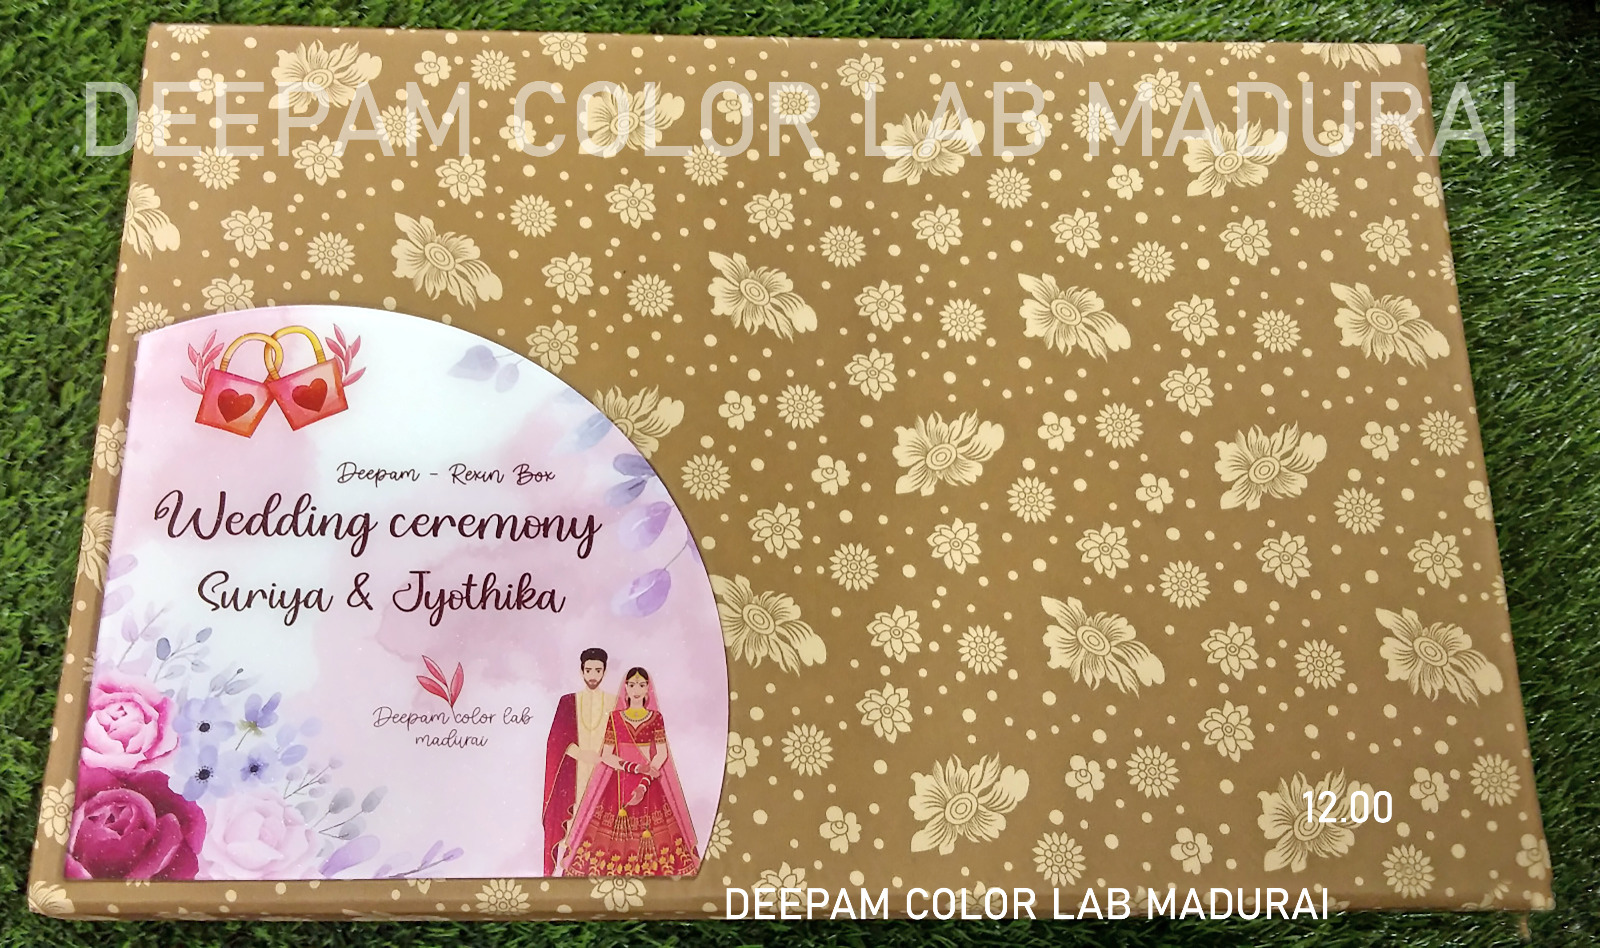 DEEPAM COLOR LAB MADURAI
Deepam - Rexin Box
Wedding ceremony
Suriya & Jyothika
Deepam color lab
madurai
12.00
DEEPAM COLOR LAB MADURAI